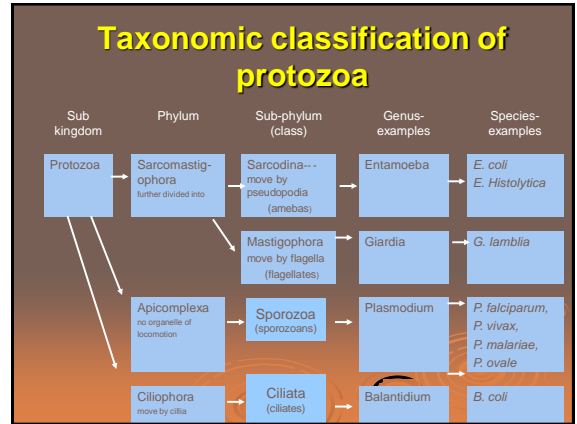 Taxonomic classification of
protozoa
Sub
kingdom
Phylum
Sub-phylum
(class)
Genus-
examples
Species-
examples
Protozoa
Sarcomastig-
ophora
further divided into
Sarcodina---
move by
pseudopodia
(amebas)
Entamoeba
E. coli
E. Histolytica
Mastigophora
move by flagella
(flagellates)
Giardia
G. lamblia
Apicomplexa
no organelle of
locomotion
Sporozoa
(sporozoans)
Plasmodium
P. falciparum,
P. vivax,
P. malariae,
P. ovale
Ciliophora
move by cillia
Ciliata
(ciliates)
Balantidium
B. coli